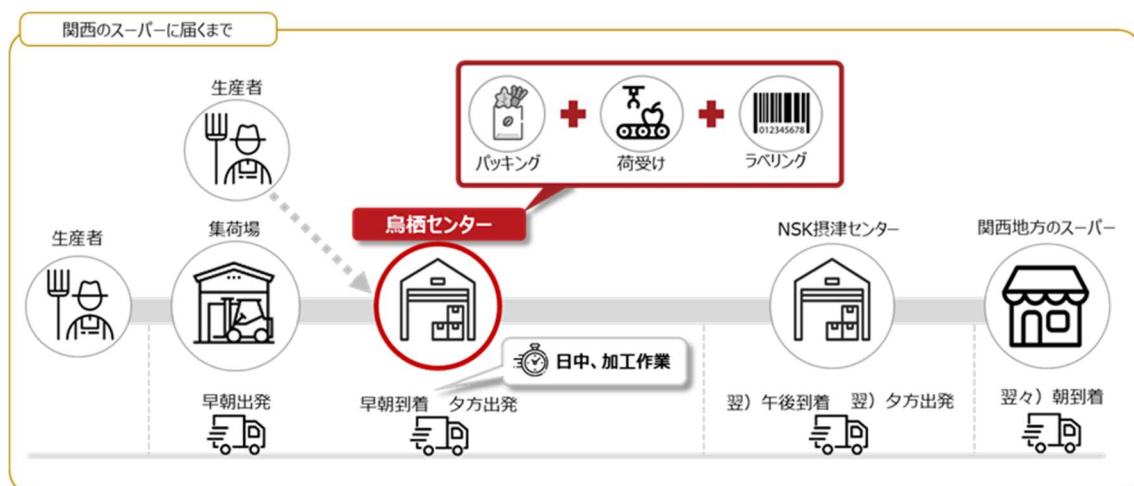 関西のスーパーに届くまで
生産者
パッキング
荷受け
012345678
ラベリング
鳥栖センター
生産者
集荷場
NSK摂津センター
関西地方のスーパー
日中、加工作業
早朝出発
早朝到着 夕方出発
翌）午後到着 翌）夕方出発
翌々）朝到着